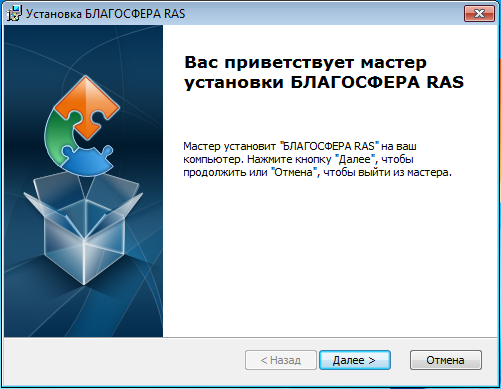 Установка БЛАГОСФЕРА RAS
Вас приветствует мастер
установки БЛАГОСФЕРА RAS
Мастер установит "БЛАГОСФЕРА RAS" на ваш
компьютер. Нажмите кнопку "Далее", чтобы
продолжить или "Отмена", чтобы выйти из мастера.
< Назад
Далее >
Отмена